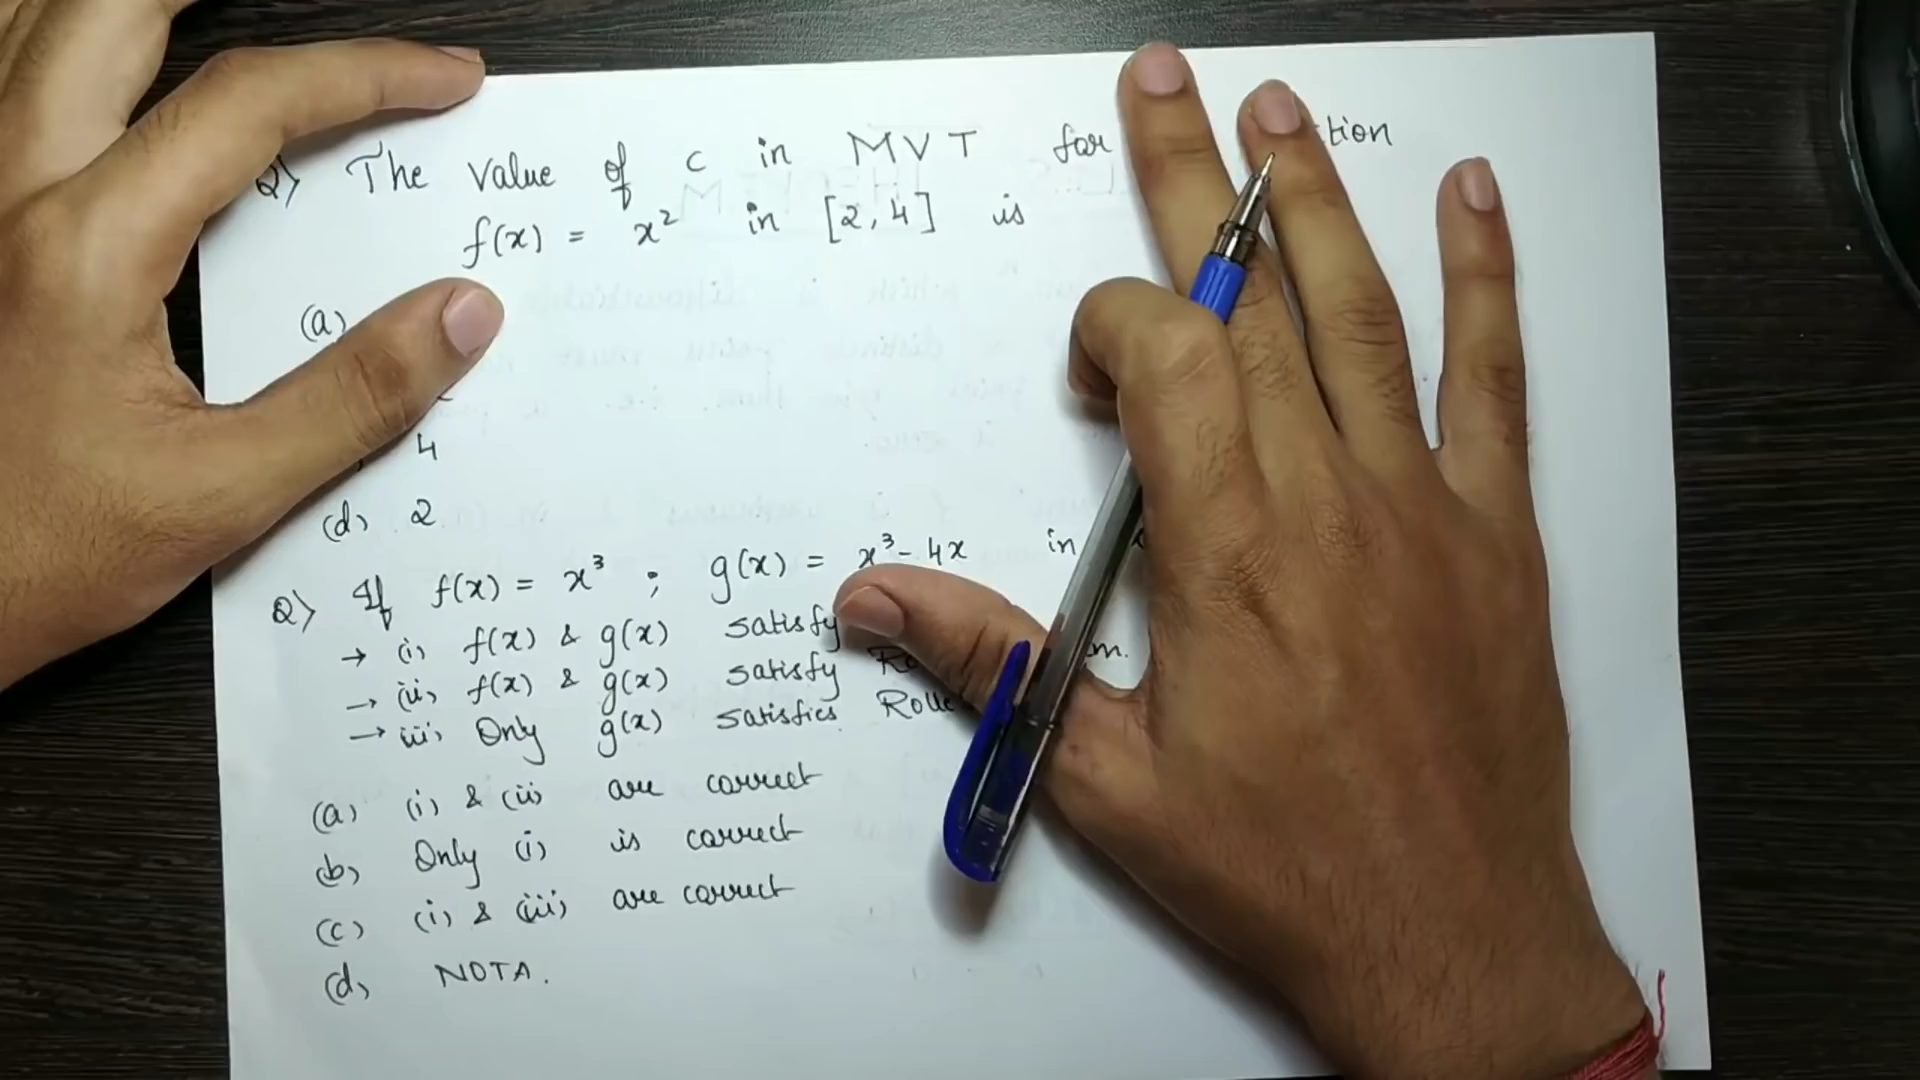 Q) The value of c in MVT for
f(x) = x² in [2, 4] is
(a)
4
(d) 2
Q) If f(x) = x³ ; g(x) = x³ - 4x in
→ (i) f(x) & g(x) satisfy
→ (ii) f(x) & g(x) satisfy
→ iii) Only g(x) satisfies Rolle
(a) (i) & (ii) are correct
(b) Only (i) is correct
(c) (i) & (iii) are correct
(d) NOTA.